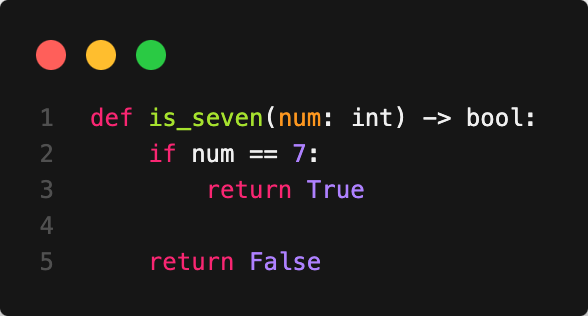 1 def is_seven(num: int) -> bool:
2     if num == 7:
3         return True
4
5     return False